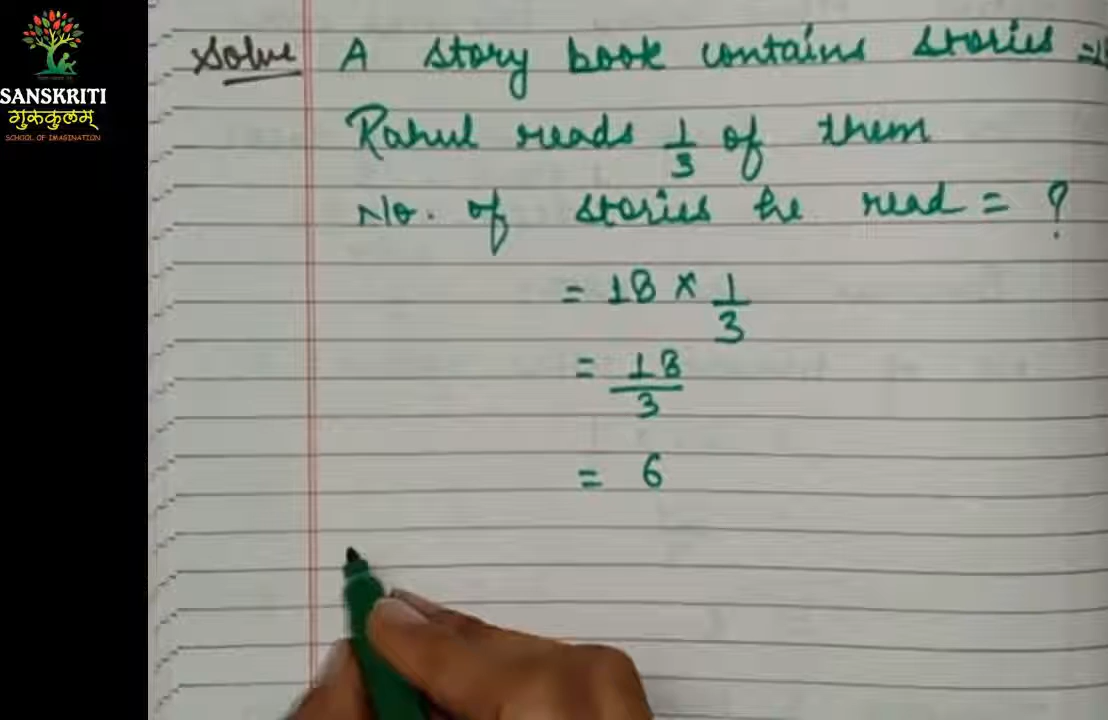 SANSKRITI
गुरुकुलम्
SCHOOL OF IMAGINATION
Solve A story book contains stories =
Rahul reads 1/3 of them
No. of stories he read = ?
= 18 × 1/3
= 18/3
= 6